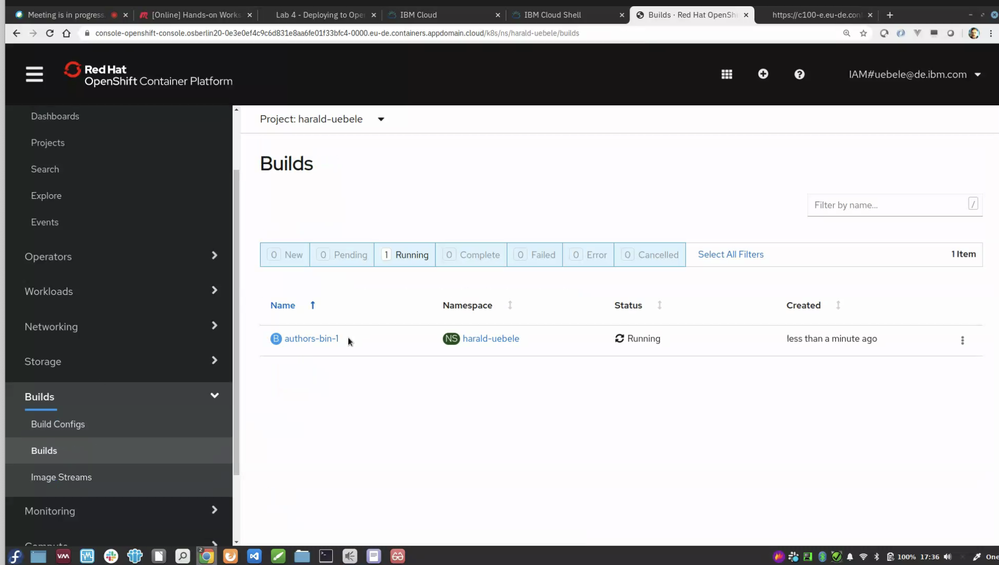 Meeting is in progress.
[Online] Hands-on Works
Lab 4 - Deploying to Ope
IBM Cloud
IBM Cloud Shell
Builds · Red Hat OpenShi
https://c100-e.eu-de.cont
console-openshift-console.osberlin20-0e3e0ef4c9c6d831e8aa6fe01f33bfc4-0000.eu-de.containers.appdomain.cloud/k8s/ns/harald-uebele/builds
Red Hat
OpenShift Container Platform
IAM#uebele@de.ibm.com
Dashboards
Projects
Search
Explore
Events
Operators
Workloads
Networking
Storage
Builds
Build Configs
Builds
Image Streams
Monitoring
Compute
Project: harald-uebele
Builds
Filter by name... /
0 New 0 Pending 1 Running 0 Complete 0 Failed 0 Error 0 Cancelled Select All Filters 1 Item
Name Namespace Status Created
B authors-bin-1 NS harald-uebele Running less than a minute ago
2
100% 17:36 One